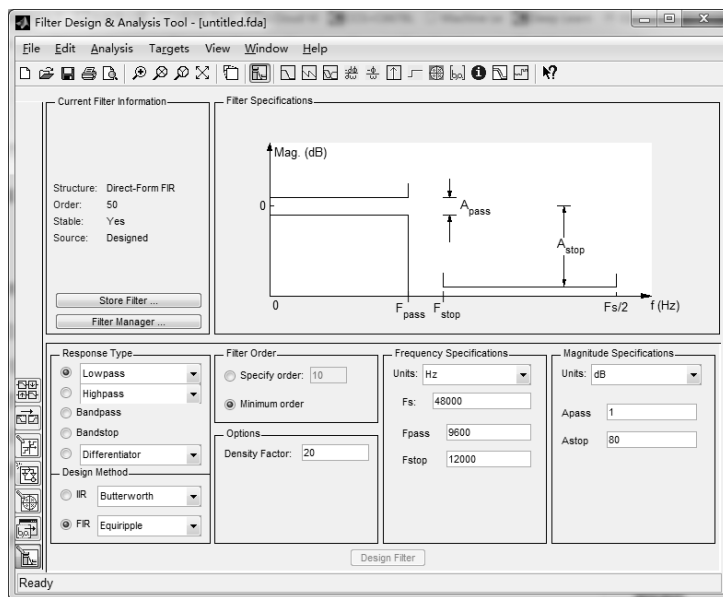 Filter Design & Analysis Tool - [untitled.fda]
File Edit Analysis Targets View Window Help
Current Filter Information
Structure: Direct-Form FIR
Order: 50
Stable: Yes
Source: Designed
Store Filter ...
Filter Manager ...
Filter Specifications
Mag. (dB)
0
A pass
A stop
0
F pass
F stop
Fs/2
f (Hz)
Response Type
Lowpass
Highpass
Bandpass
Bandstop
Differentiator
Design Method
IIR Butterworth
FIR Equiripple
Filter Order
Specify order: 10
Minimum order
Options
Density Factor: 20
Frequency Specifications
Units: Hz
Fs: 48000
Fpass 9600
Fstop 12000
Magnitude Specifications
Units: dB
Apass 1
Astop 80
Design Filter
Ready